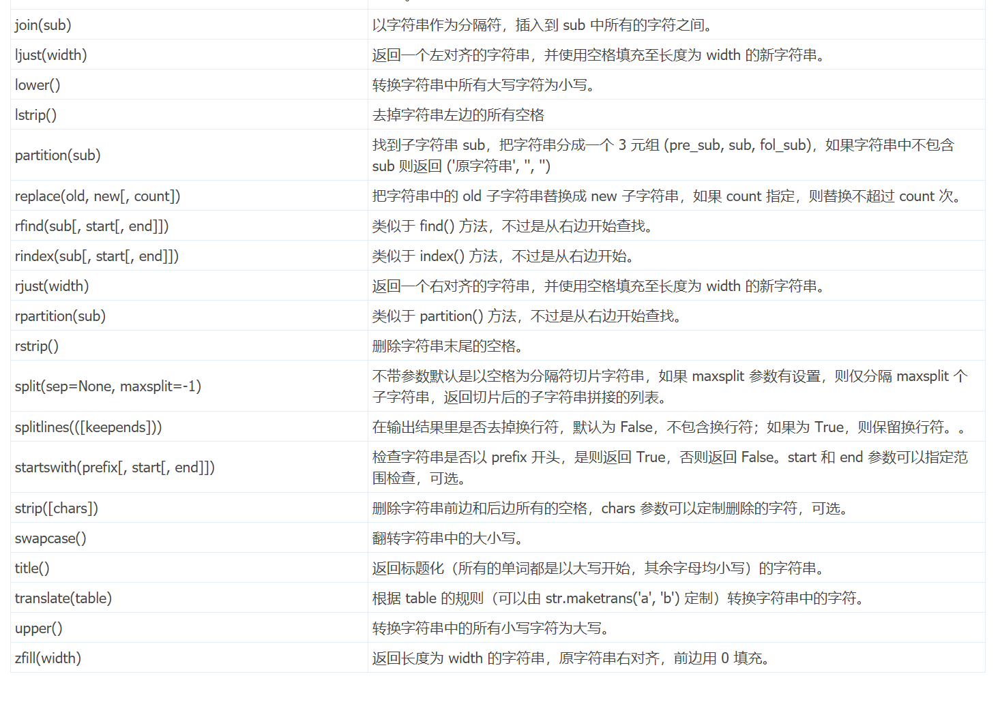 join(sub)
以字符串作为分隔符，插入到 sub 中所有的字符之间。
ljust(width)
返回一个左对齐的字符串，并使用空格填充至长度为 width 的新字符串。
lower()
转换字符串中所有大写字符为小写。
lstrip()
去掉字符串左边的所有空格
partition(sub)
找到子字符串 sub，把字符串分成一个 3 元组 (pre_sub, sub, fol_sub)，如果字符串中不包含
sub 则返回 ('原字符串', '', '')
replace(old, new[, count])
把字符串中的 old 子字符串替换成 new 子字符串，如果 count 指定，则替换不超过 count 次。
rfind(sub[, start[, end]])
类似于 find() 方法，不过是从右边开始查找。
rindex(sub[, start[, end]])
类似于 index() 方法，不过是从右边开始。
rjust(width)
返回一个右对齐的字符串，并使用空格填充至长度为 width 的新字符串。
rpartition(sub)
类似于 partition() 方法，不过是从右边开始查找。
rstrip()
删除字符串末尾的空格。
split(sep=None, maxsplit=-1)
不带参数默认是以空格为分隔符切片字符串，如果 maxsplit 参数有设置，则仅分隔 maxsplit 个
子字符串，返回切片后的子字符串拼接的列表。
splitlines(([keepends]))
在输出结果里是否去掉换行符，默认为 False，不包含换行符；如果为 True，则保留换行符。。
startswith(prefix[, start[, end]])
检查字符串是否以 prefix 开头，是则返回 True，否则返回 False。start 和 end 参数可以指定范
围检查，可选。
strip([chars])
删除字符串前边和后边所有的空格，chars 参数可以定制删除的字符，可选。
swapcase()
翻转字符串中的大小写。
title()
返回标题化（所有的单词都是以大写开始，其余字母均小写）的字符串。
translate(table)
根据 table 的规则（可以由 str.maketrans('a', 'b') 定制）转换字符串中的字符。
upper()
转换字符串中的所有小写字符为大写。
zfill(width)
返回长度为 width 的字符串，原字符串右对齐，前边用 0 填充。